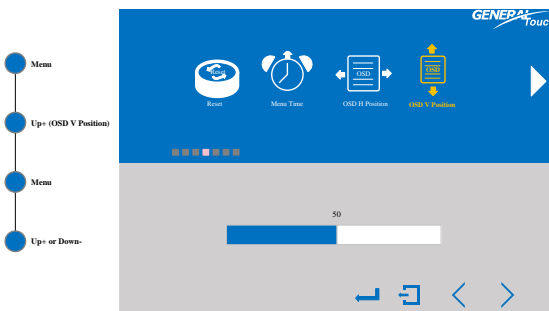 GENERAL
Touch
Menu
Up+ (OSD V Position)
Menu
Up+ or Down-
Reset
OSD
OSD
Reset
Menu Time
OSD H Position
OSD V Position
50